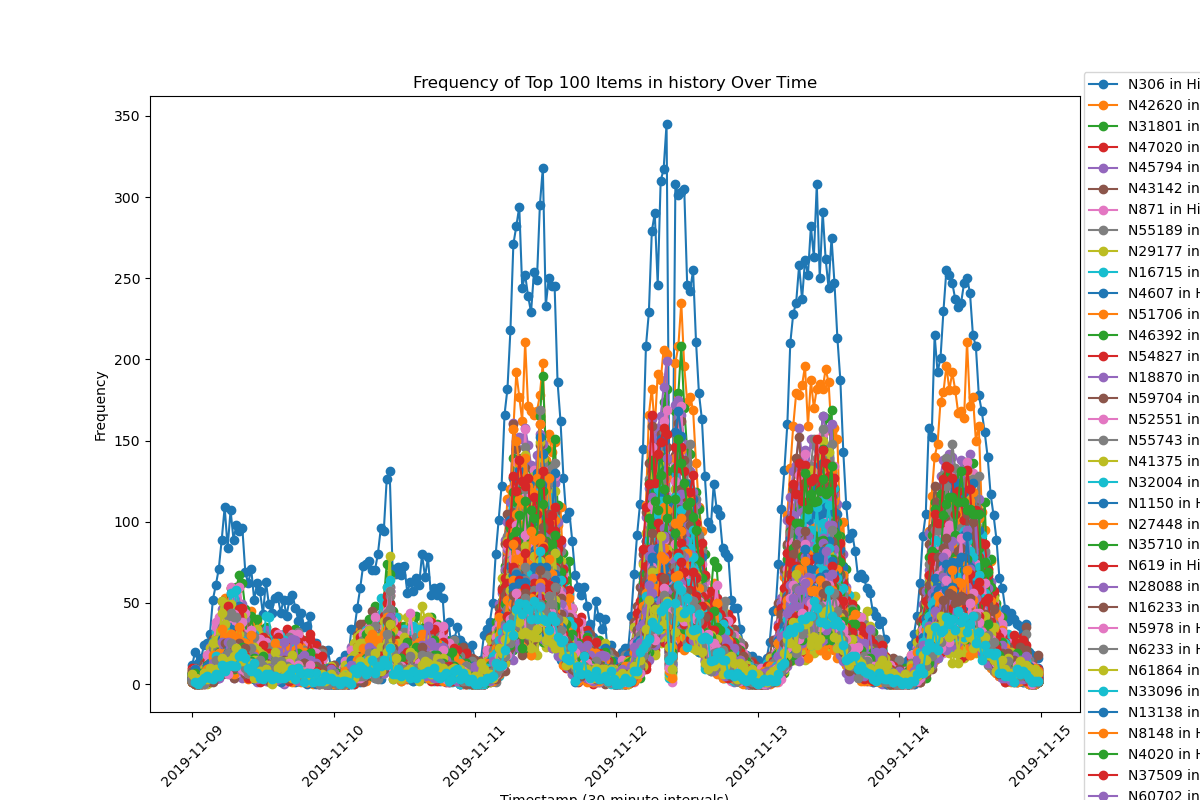 Frequency of Top 100 Items in history Over Time
350
300
250
200
150
100
50
0
Frequency
2019-11-09
2019-11-10
2019-11-11
2019-11-12
2019-11-13
2019-11-14
2019-11-15
Timestamp (30-minute intervals)
N306 in Hi
N42620 in
N31801 in
N47020 in
N45794 in
N43142 in
N871 in Hi
N55189 in
N29177 in
N16715 in
N4607 in H
N51706 in
N46392 in
N54827 in
N18870 in
N59704 in
N52551 in
N55743 in
N41375 in
N32004 in
N1150 in H
N27448 in
N35710 in
N619 in Hi
N28088 in
N16233 in
N5978 in H
N6233 in H
N61864 in
N33096 in
N13138 in
N8148 in H
N4020 in H
N37509 in
N60702 in